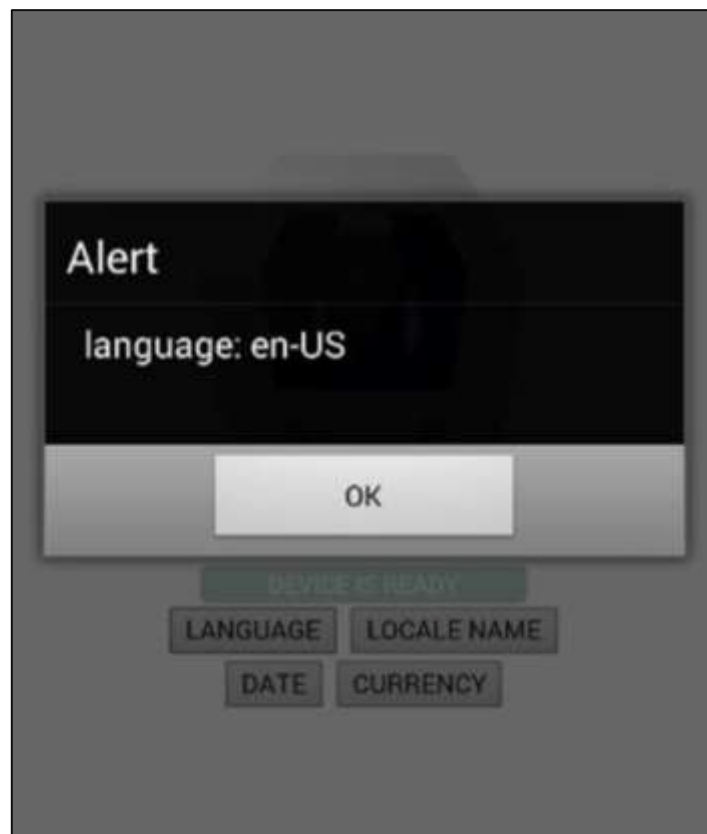 Alert
language: en-US
OK
DEVICE IS READY
LANGUAGE LOCALE NAME
DATE CURRENCY